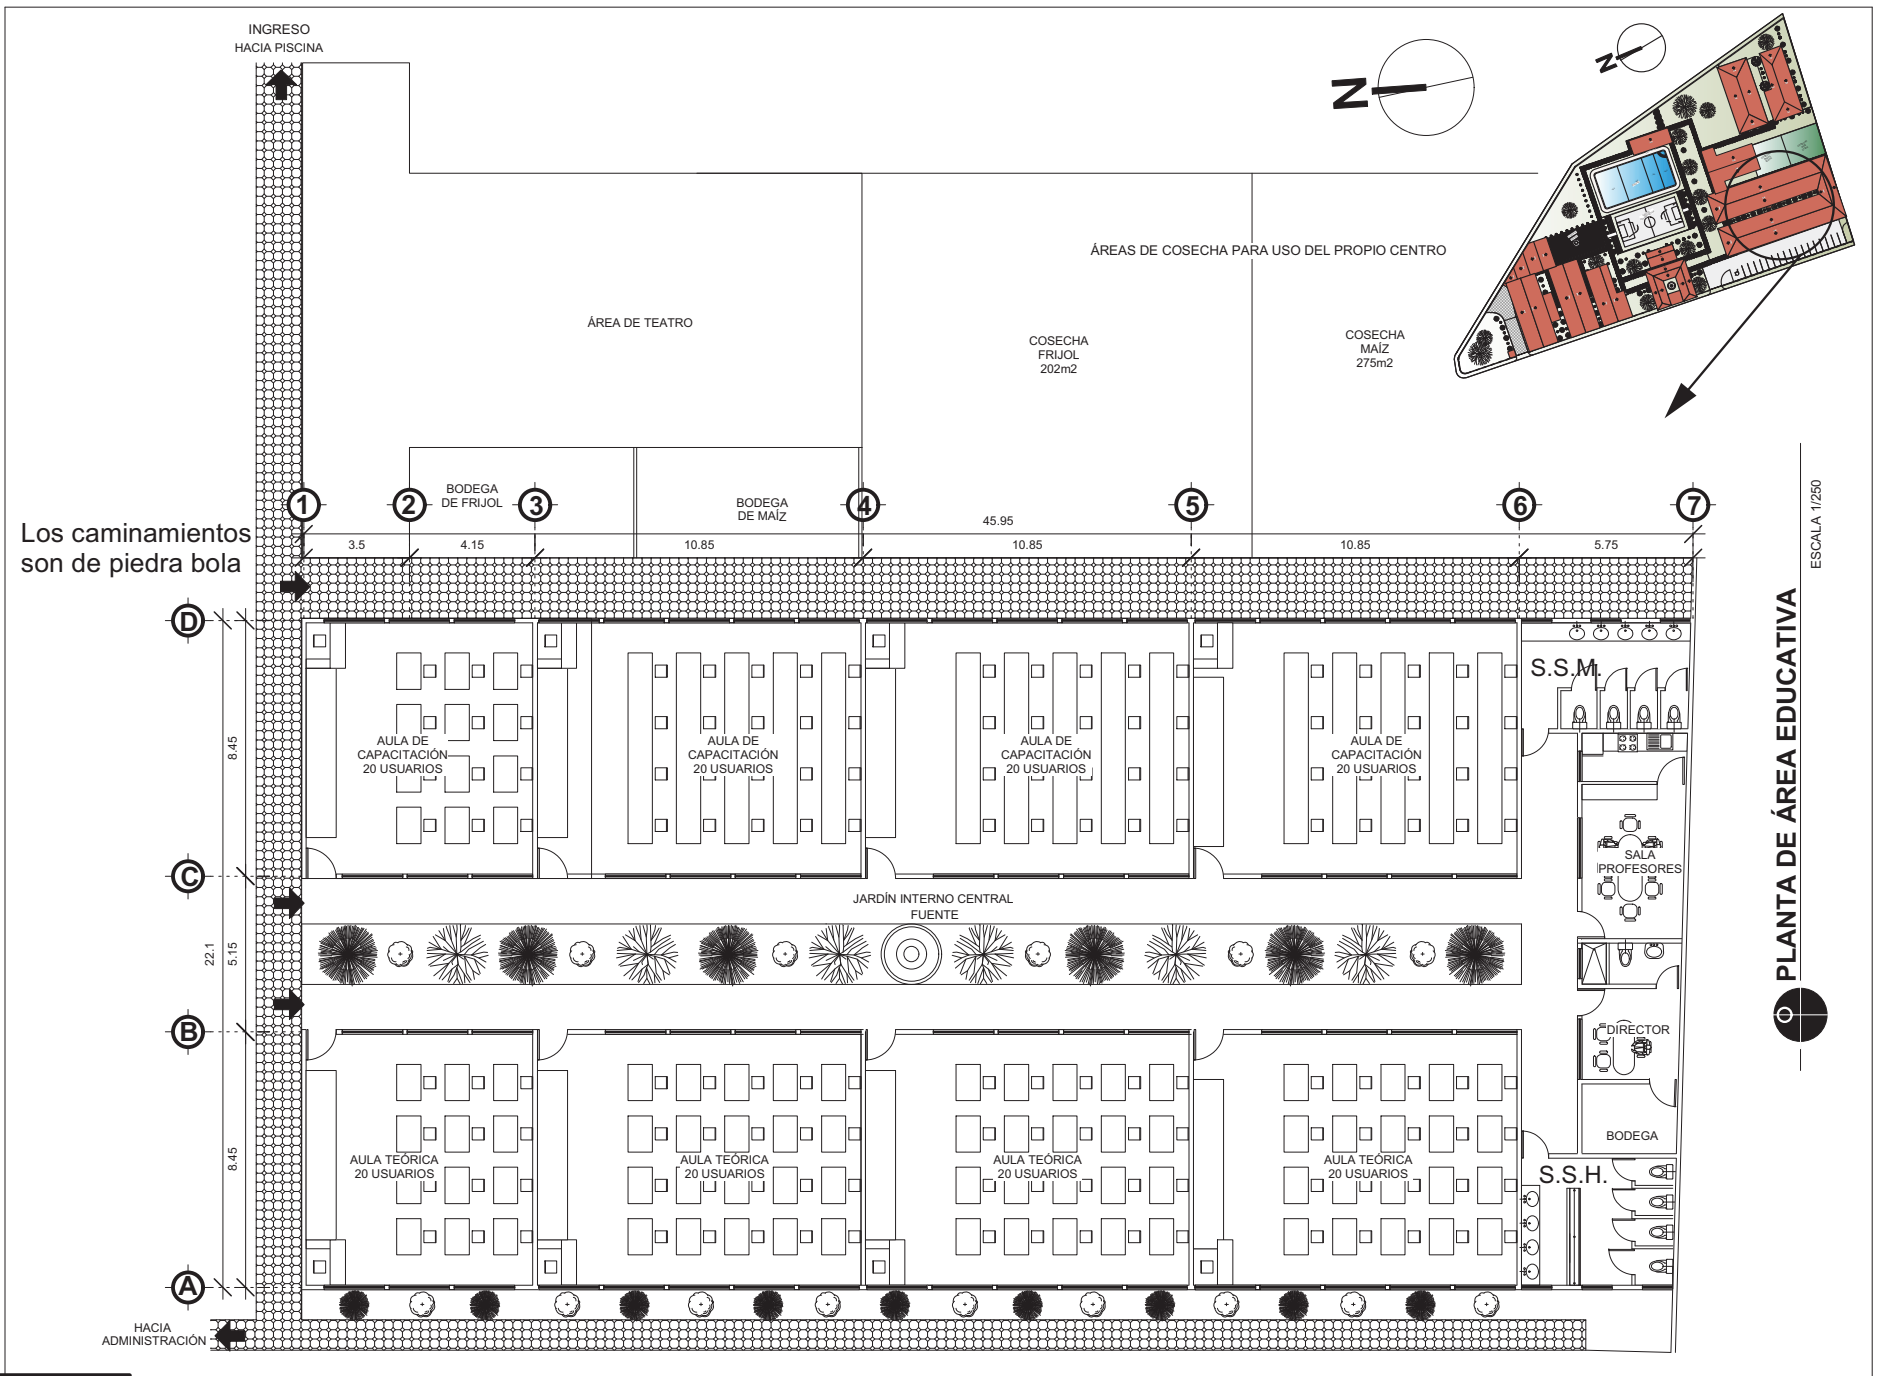 INGRESO
HACIA PISCINA
N
N
ÁREAS DE COSECHA PARA USO DEL PROPIO CENTRO
ÁREA DE TEATRO
COSECHA
FRIJOL
202m2
COSECHA
MAÍZ
275m2
BODEGA
DE FRIJOL
BODEGA
DE MAÍZ
1
2
3
4
5
6
7
45.95
3.5
4.15
10.85
10.85
10.85
5.75
Los caminamientos
son de piedra bola
D
C
B
A
8.45
5.15
8.45
22.1
AULA DE
CAPACITACIÓN
20 USUARIOS
AULA DE
CAPACITACIÓN
20 USUARIOS
AULA DE
CAPACITACIÓN
20 USUARIOS
AULA DE
CAPACITACIÓN
20 USUARIOS
S.S.M.
SALA
PROFESORES
JARDÍN INTERNO CENTRAL
FUENTE
DIRECTOR
BODEGA
AULA TEÓRICA
20 USUARIOS
AULA TEÓRICA
20 USUARIOS
AULA TEÓRICA
20 USUARIOS
AULA TEÓRICA
20 USUARIOS
S.S.H.
HACIA
ADMINISTRACIÓN
PLANTA DE ÁREA EDUCATIVA
ESCALA 1/250